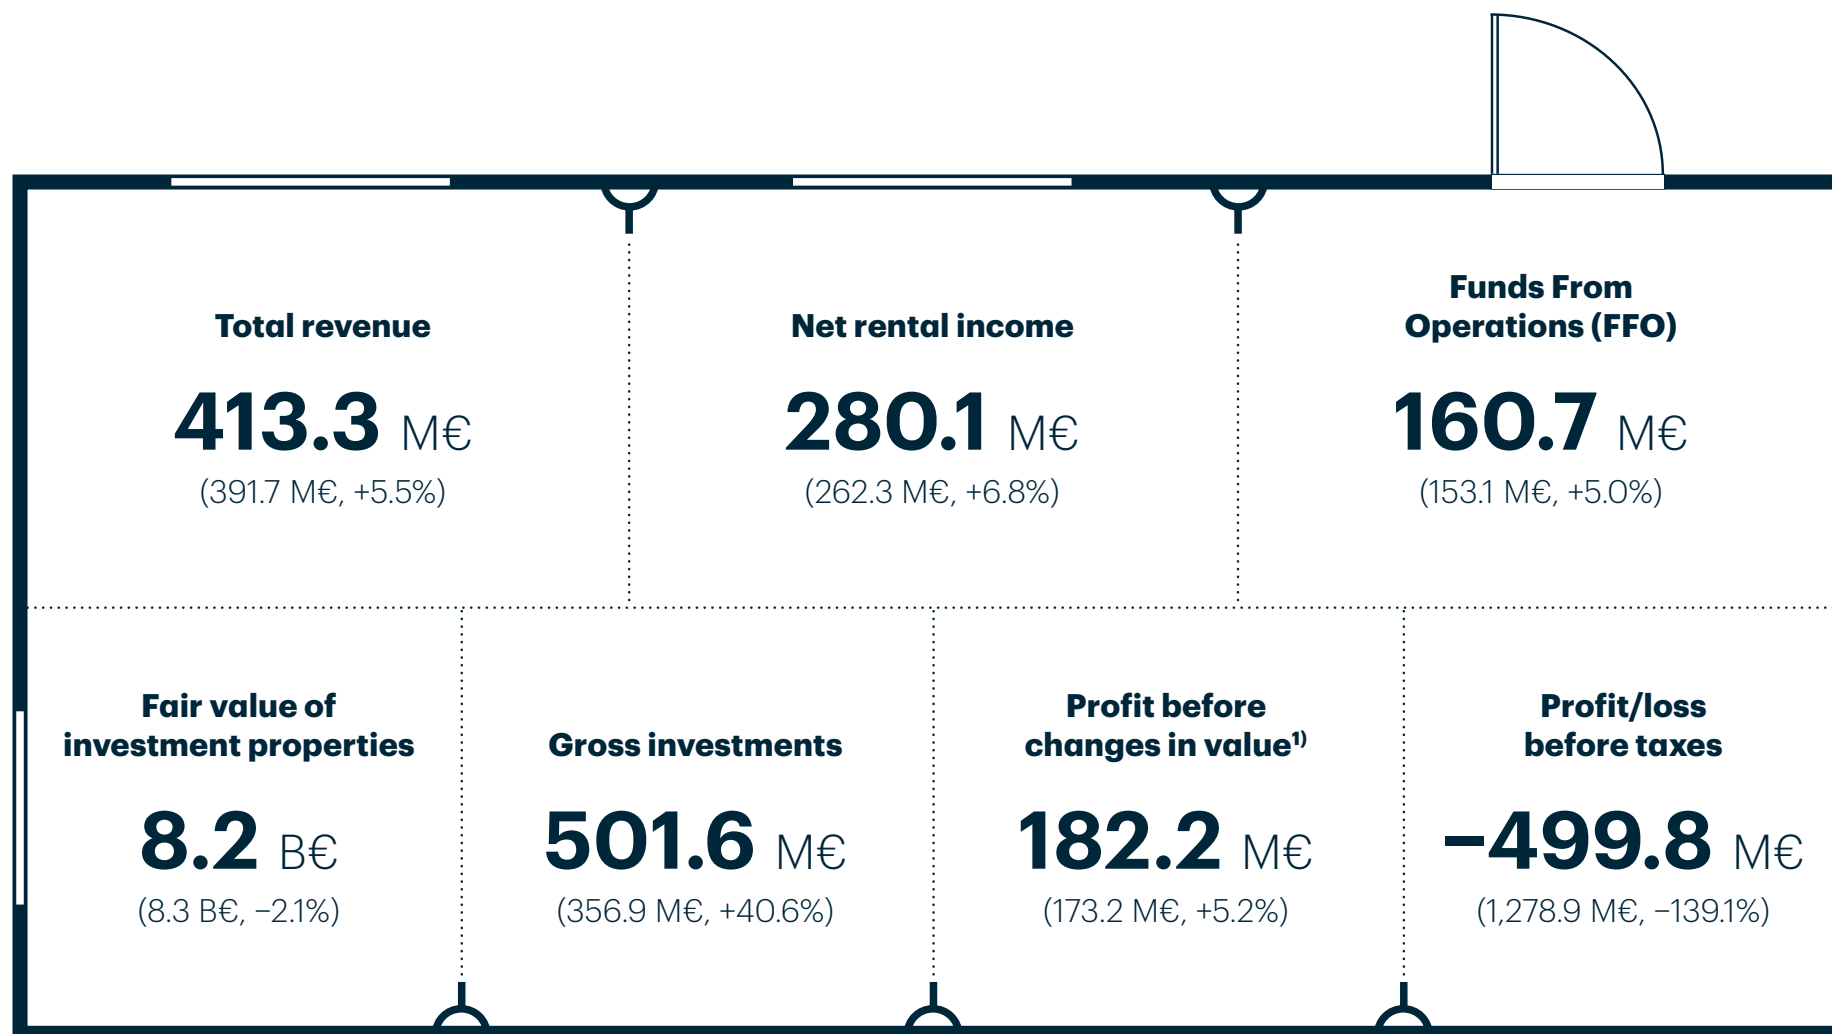 Total revenue
413.3 M€
(391.7 M€, +5.5%)
Net rental income
280.1 M€
(262.3 M€, +6.8%)
Funds From
Operations (FFO)
160.7 M€
(153.1 M€, +5.0%)
Fair value of
investment properties
8.2 B€
(8.3 B€, −2.1%)
Gross investments
501.6 M€
(356.9 M€, +40.6%)
Profit before
changes in value¹⁾
182.2 M€
(173.2 M€, +5.2%)
Profit/loss
before taxes
−499.8 M€
(1,278.9 M€, −139.1%)